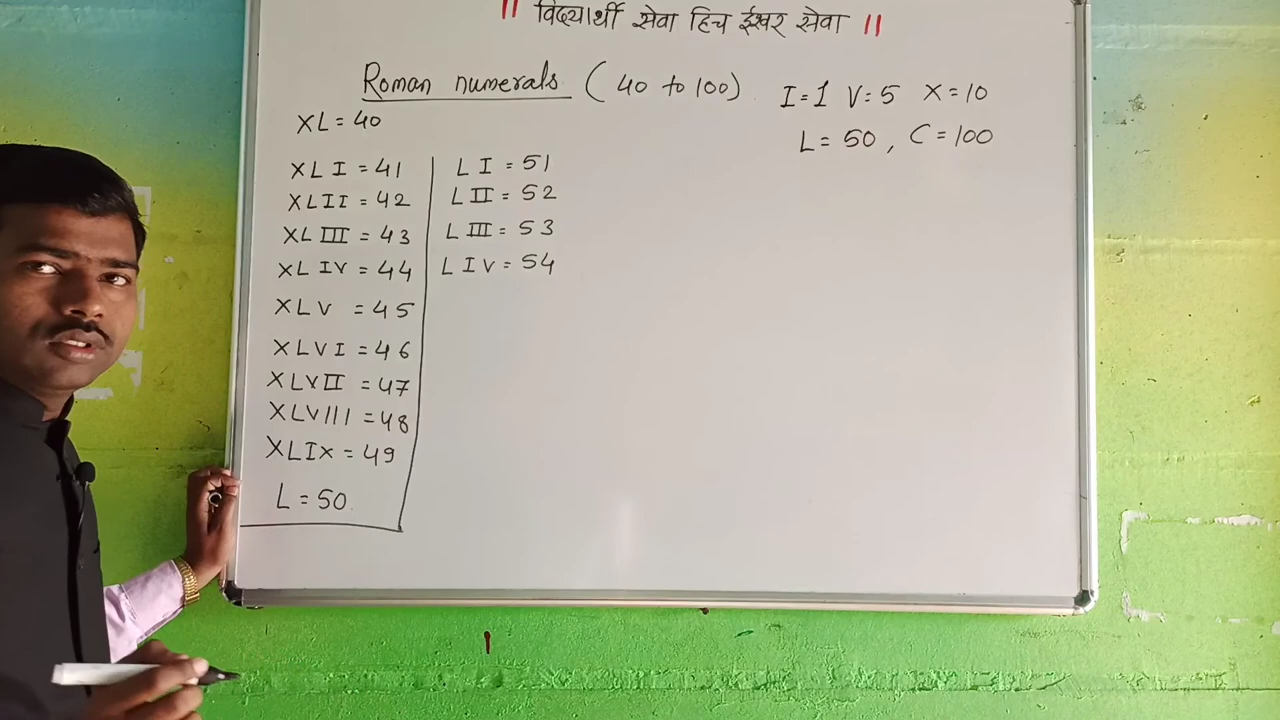 ॥ विद्यार्थी सेवा हिच ईश्वर सेवा ॥
Roman numerals (40 to 100)
I=1 V=5 X=10
L=50, C=100
XL=40
XLI=41
XLII=42
XLIII=43
XLIV=44
XLV=45
XLVI=46
XLVII=47
XLVIII=48
XLIX=49
L=50
LI=51
LII=52
LIII=53
LIV=54